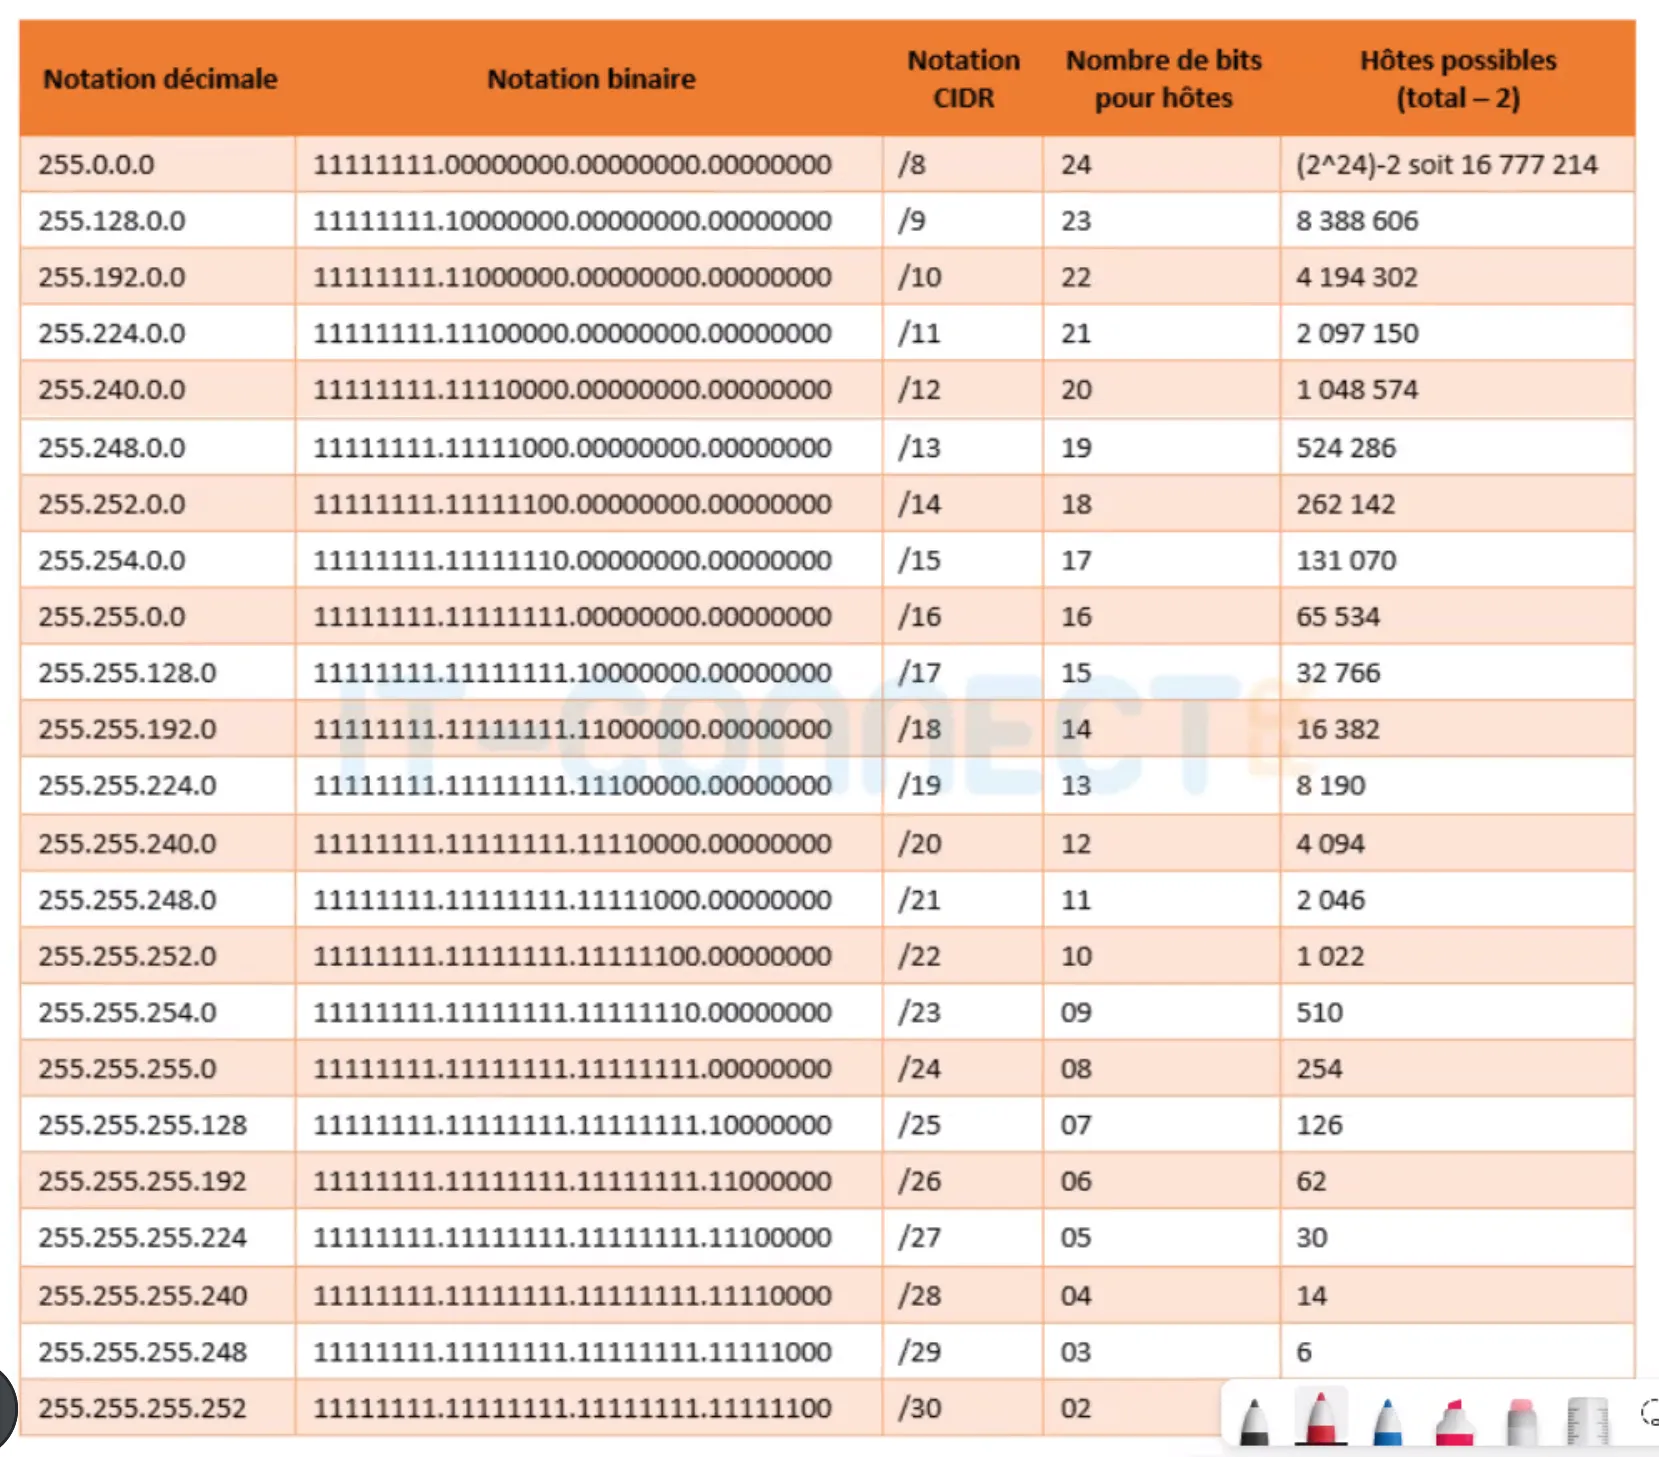 Notation décimale Notation binaire Notation CIDR Nombre de bits pour hôtes Hôtes possibles (total – 2)
255.0.0.0 11111111.00000000.00000000.00000000 /8 24 (2^24)-2 soit 16 777 214
255.128.0.0 11111111.10000000.00000000.00000000 /9 23 8 388 606
255.192.0.0 11111111.11000000.00000000.00000000 /10 22 4 194 302
255.224.0.0 11111111.11100000.00000000.00000000 /11 21 2 097 150
255.240.0.0 11111111.11110000.00000000.00000000 /12 20 1 048 574
255.248.0.0 11111111.11111000.00000000.00000000 /13 19 524 286
255.252.0.0 11111111.11111100.00000000.00000000 /14 18 262 142
255.254.0.0 11111111.11111110.00000000.00000000 /15 17 131 070
255.255.0.0 11111111.11111111.00000000.00000000 /16 16 65 534
255.255.128.0 11111111.11111111.10000000.00000000 /17 15 32 766
IT-CONNECT.FR
255.255.192.0 11111111.11111111.11000000.00000000 /18 14 16 382
255.255.224.0 11111111.11111111.11100000.00000000 /19 13 8 190
255.255.240.0 11111111.11111111.11110000.00000000 /20 12 4 094
255.255.248.0 11111111.11111111.11111000.00000000 /21 11 2 046
255.255.252.0 11111111.11111111.11111100.00000000 /22 10 1 022
255.255.254.0 11111111.11111111.11111110.00000000 /23 09 510
255.255.255.0 11111111.11111111.11111111.00000000 /24 08 254
255.255.255.128 11111111.11111111.11111111.10000000 /25 07 126
255.255.255.192 11111111.11111111.11111111.11000000 /26 06 62
255.255.255.224 11111111.11111111.11111111.11100000 /27 05 30
255.255.255.240 11111111.11111111.11111111.11110000 /28 04 14
255.255.255.248 11111111.11111111.11111111.11111000 /29 03 6
255.255.255.252 11111111.11111111.11111111.11111100 /30 02